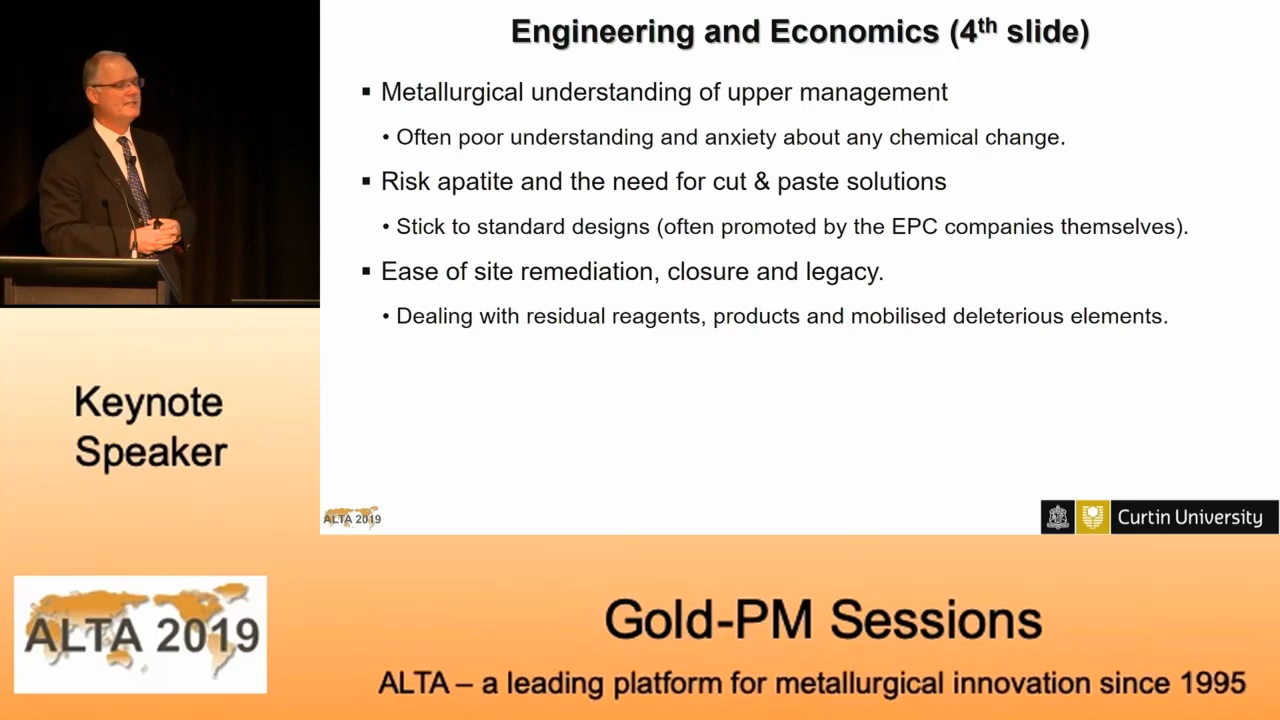 Engineering and Economics (4th slide)
▪ Metallurgical understanding of upper management
• Often poor understanding and anxiety about any chemical change.
▪ Risk apatite and the need for cut & paste solutions
• Stick to standard designs (often promoted by the EPC companies themselves).
▪ Ease of site remediation, closure and legacy.
• Dealing with residual reagents, products and mobilised deleterious elements.
ALTA 2019
Curtin University
Keynote
Speaker
ALTA 2019
Gold-PM Sessions
ALTA – a leading platform for metallurgical innovation since 1995